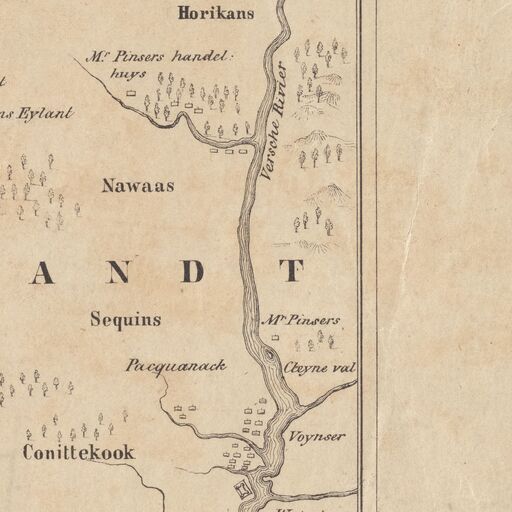 Horikans
Mr. Pinsers handel:
huys
ns Eylant
Versche Rivier
Nawaas
A N D T
Sequins
Mr. Pinsers
Pacquanack
Cleyne val
Voynser
Conittekook